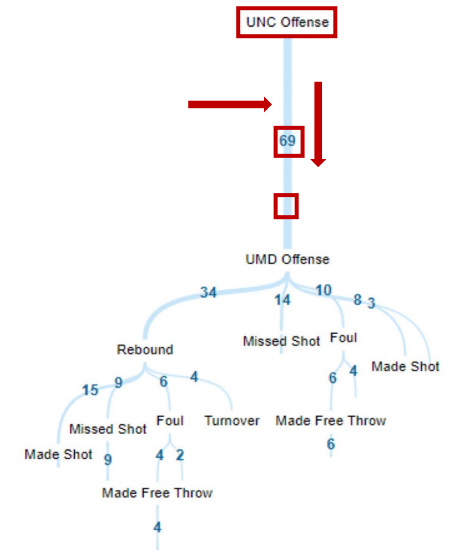 UNC Offense
69
UMD Offense
34
14
10
8
3
Missed Shot
Foul
Rebound
Made Shot
15
9
6
4
6
4
Missed Shot
Foul
Turnover
Made Free Throw
Made Shot
9
4
2
6
Made Free Throw
4